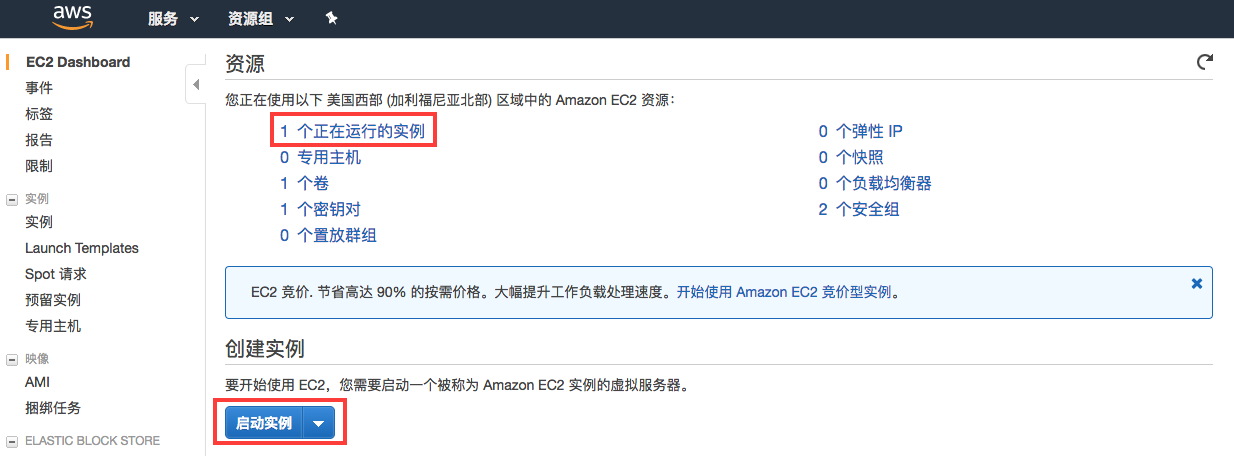 aws 服务 资源组
EC2 Dashboard
事件
标签
报告
限制
实例
实例
Launch Templates
Spot 请求
预留实例
专用主机
映像
AMI
捆绑任务
ELASTIC BLOCK STORE
资源
您正在使用以下 美国西部 (加利福尼亚北部) 区域中的 Amazon EC2 资源：
1 个正在运行的实例
0 专用主机
1 个卷
1 个密钥对
0 个置放群组
0 个弹性 IP
0 个快照
0 个负载均衡器
2 个安全组
EC2 竞价. 节省高达 90% 的按需价格。大幅提升工作负载处理速度。开始使用 Amazon EC2 竞价型实例。
创建实例
要开始使用 EC2，您需要启动一个被称为 Amazon EC2 实例的虚拟服务器。
启动实例